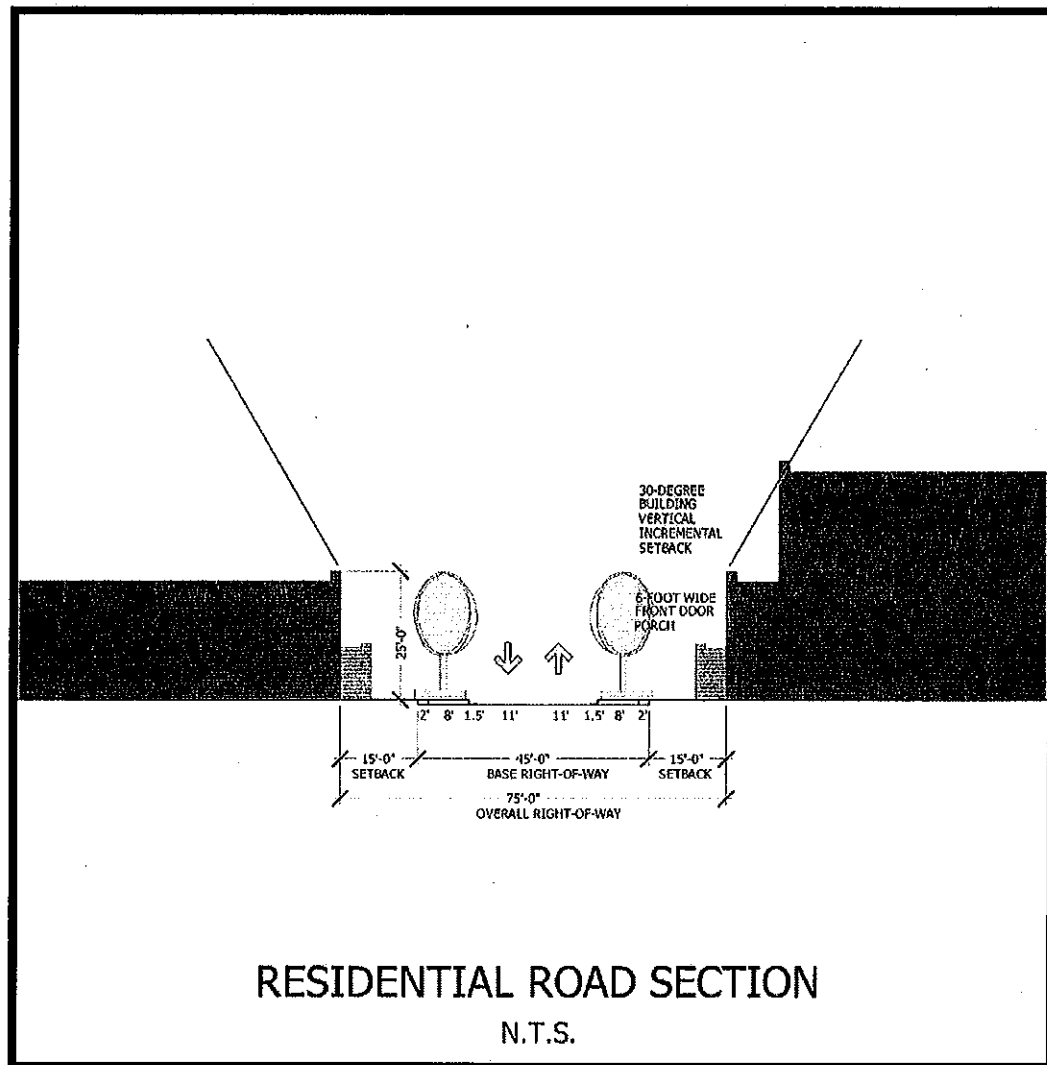 30-DEGREE
BUILDING
VERTICAL
INCREMENTAL
SETBACK
6-FOOT WIDE
FRONT DOOR
PORCH
25'-0"
2' 8' 1.5' 11' 11' 1.5' 8' 2'
15'-0" 45'-0" 15'-0"
SETBACK BASE RIGHT-OF-WAY SETBACK
75'-0"
OVERALL RIGHT-OF-WAY
RESIDENTIAL ROAD SECTION
N.T.S.